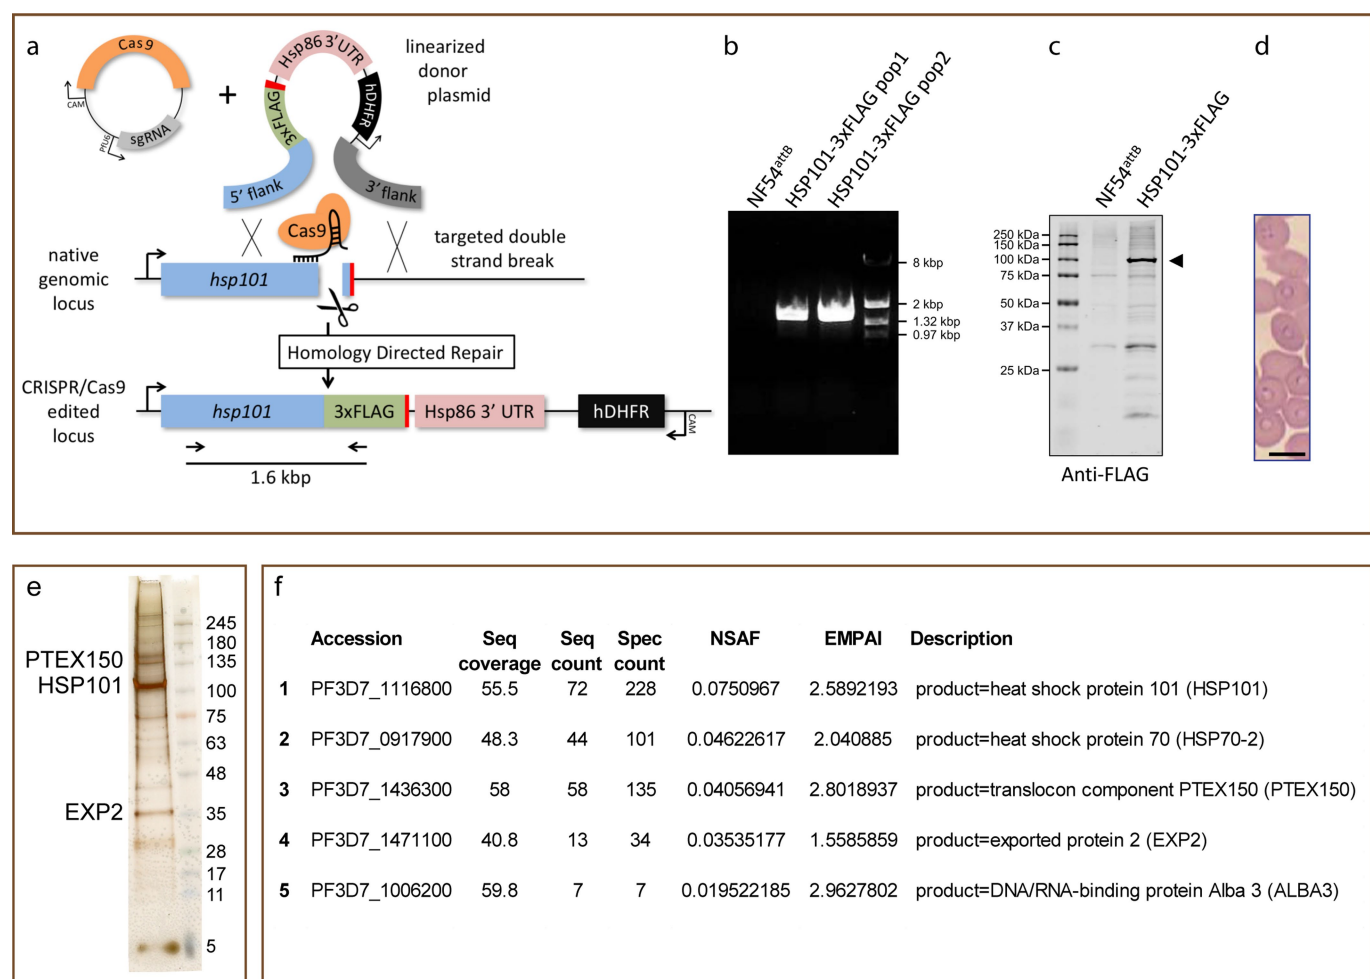 a
Cas9
CAM
PfU6
sgRNA
+
Hsp86 3’ UTR
3xFLAG
hDHFR
5’ flank
3’ flank
linearized
donor
plasmid
Cas9
targeted double
strand break
native
genomic
locus
hsp101
Homology Directed Repair
CRISPR/Cas9
edited
locus
hsp101 3xFLAG Hsp86 3’ UTR hDHFR
CAM
1.6 kbp
b
NF54attB
HSP101-3xFLAG pop1
HSP101-3xFLAG pop2
8 kbp
2 kbp
1.32 kbp
0.97 kbp
c
NF54attB
HSP101-3xFLAG
250 kDa
150 kDa
100 kDa
75 kDa
50 kDa
37 kDa
25 kDa
Anti-FLAG
d
e
PTEX150
HSP101
EXP2
245
180
135
100
75
63
48
35
28
17
11
5
f
Accession Seq coverage Seq count Spec count NSAF EMPAI Description
1 PF3D7_1116800 55.5 72 228 0.0750967 2.5892193 product=heat shock protein 101 (HSP101)
2 PF3D7_0917900 48.3 44 101 0.04622617 2.040885 product=heat shock protein 70 (HSP70-2)
3 PF3D7_1436300 58 58 135 0.04056941 2.8018937 product=translocon component PTEX150 (PTEX150)
4 PF3D7_1471100 40.8 13 34 0.03535177 1.5585859 product=exported protein 2 (EXP2)
5 PF3D7_1006200 59.8 7 7 0.019522185 2.9627802 product=DNA/RNA-binding protein Alba 3 (ALBA3)